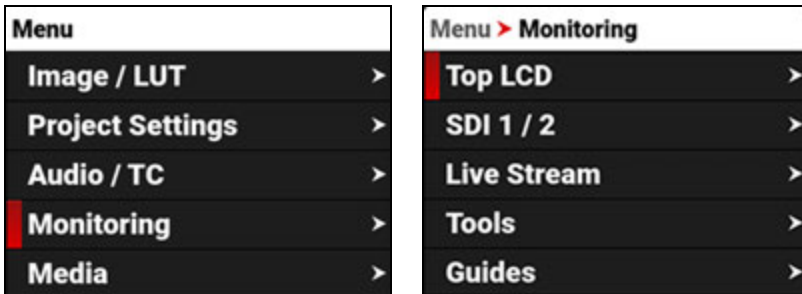 Menu
Image / LUT
Project Settings
Audio / TC
Monitoring
Media
Menu > Monitoring
Top LCD
SDI 1 / 2
Live Stream
Tools
Guides